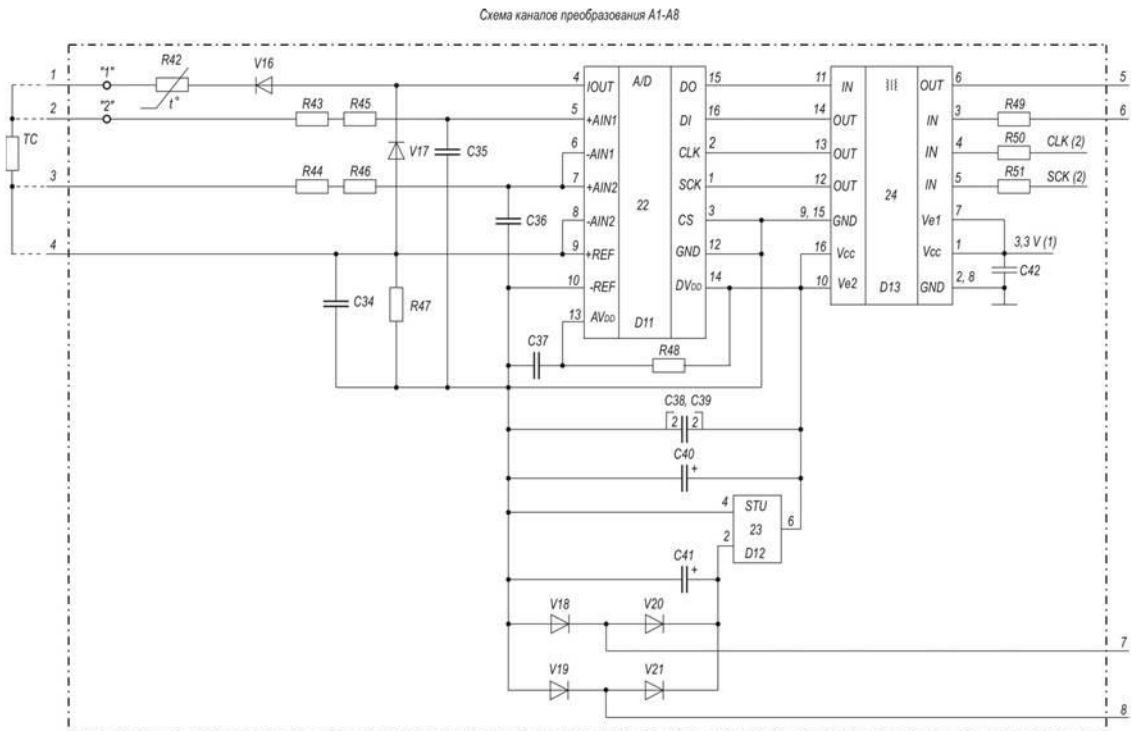 Схема каналов преобразования А1-А8
1
"1"
R42
t°
V16
4
IOUT
A/D
DO
15
11
IN
OUT
6
5
2
"2"
R43
R45
5
+AIN1
DI
16
14
OUT
IN
3
R49
6
TC
V17
C35
6
-AIN1
CLK
2
13
OUT
IN
4
R50
CLK (2)
3
R44
R46
7
+AIN2
SCK
1
12
OUT
IN
5
R51
SCK (2)
22
24
C36
8
-AIN2
CS
3
9, 15
GND
Ve1
7
4
9
+REF
GND
12
16
Vcc
Vcc
1
3,3 V (1)
C34
R47
10
-REF
DVDD
14
10
Ve2
D13
GND
2, 8
C42
13
AVDD
D11
C37
R48
C38, C39
2
2
C40
+
4
STU
23
D12
6
2
C41
+
V18
V20
7
V19
V21
8